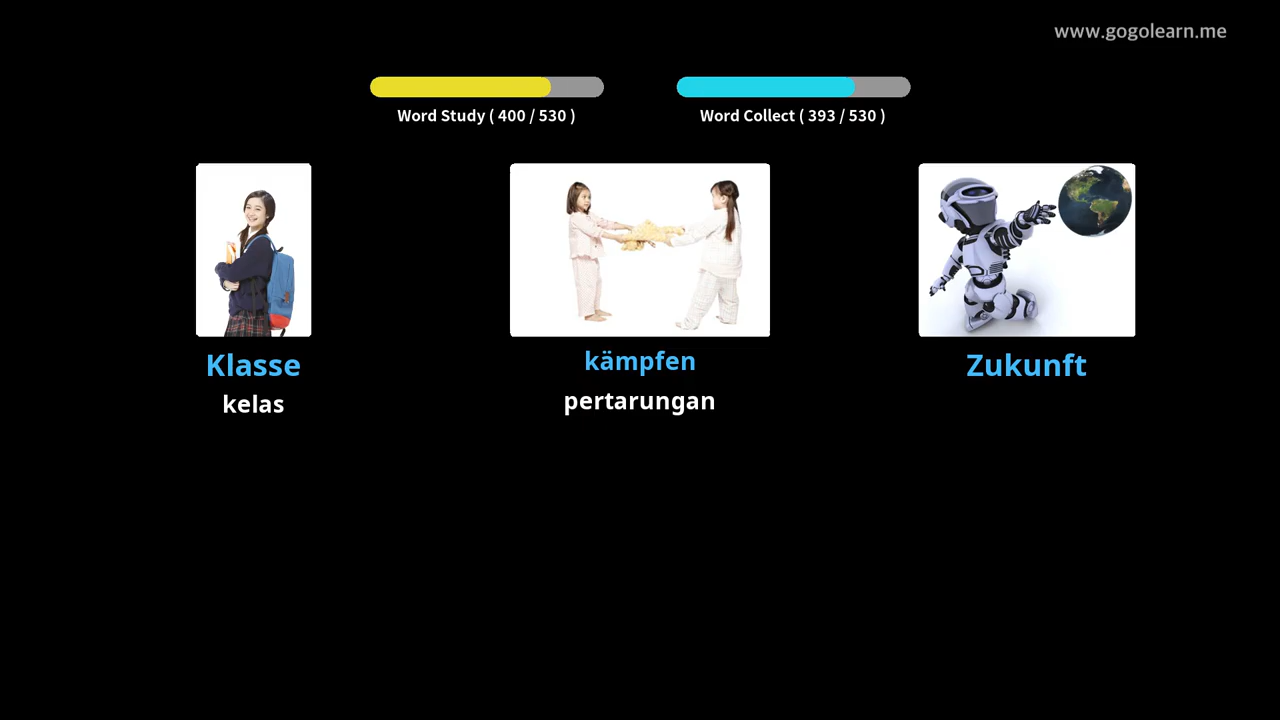 www.gogolearn.me
Word Study ( 400 / 530 )
Word Collect ( 393 / 530 )
Klasse
kelas
kämpfen
pertarungan
Zukunft